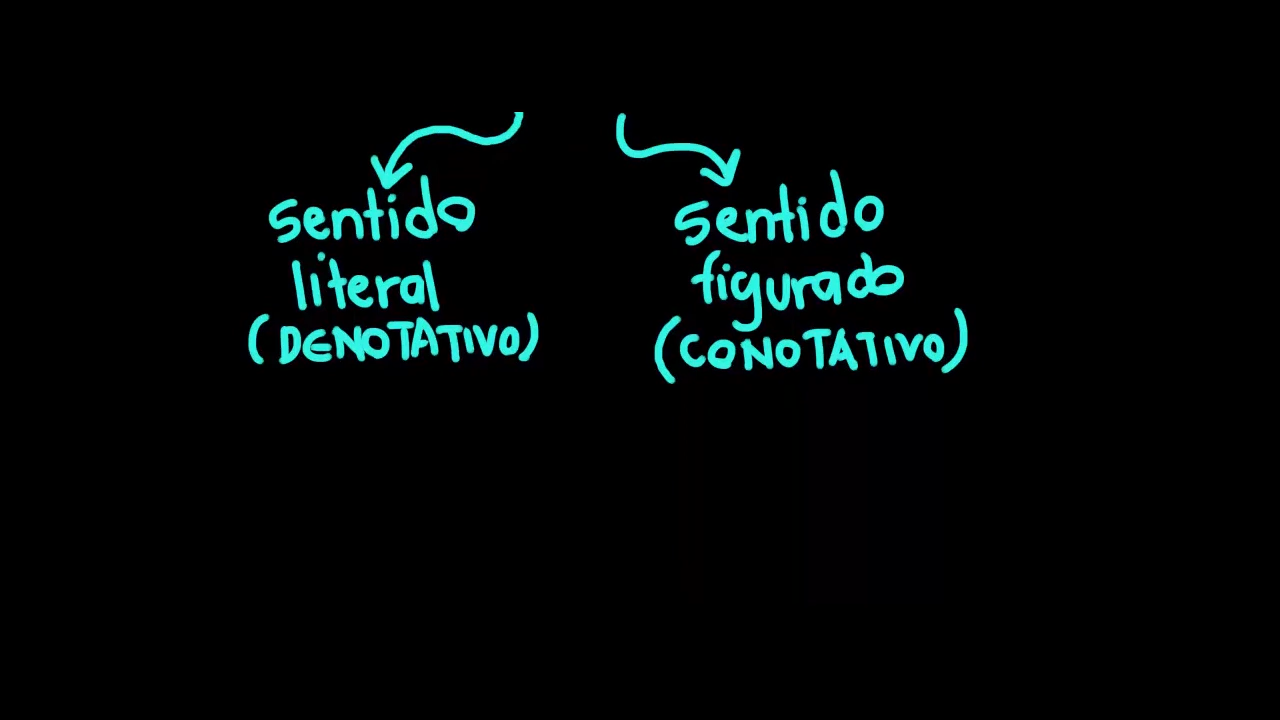 sentido
literal
(DENOTATIVO)
sentido
figurado
(CONOTATIVO)